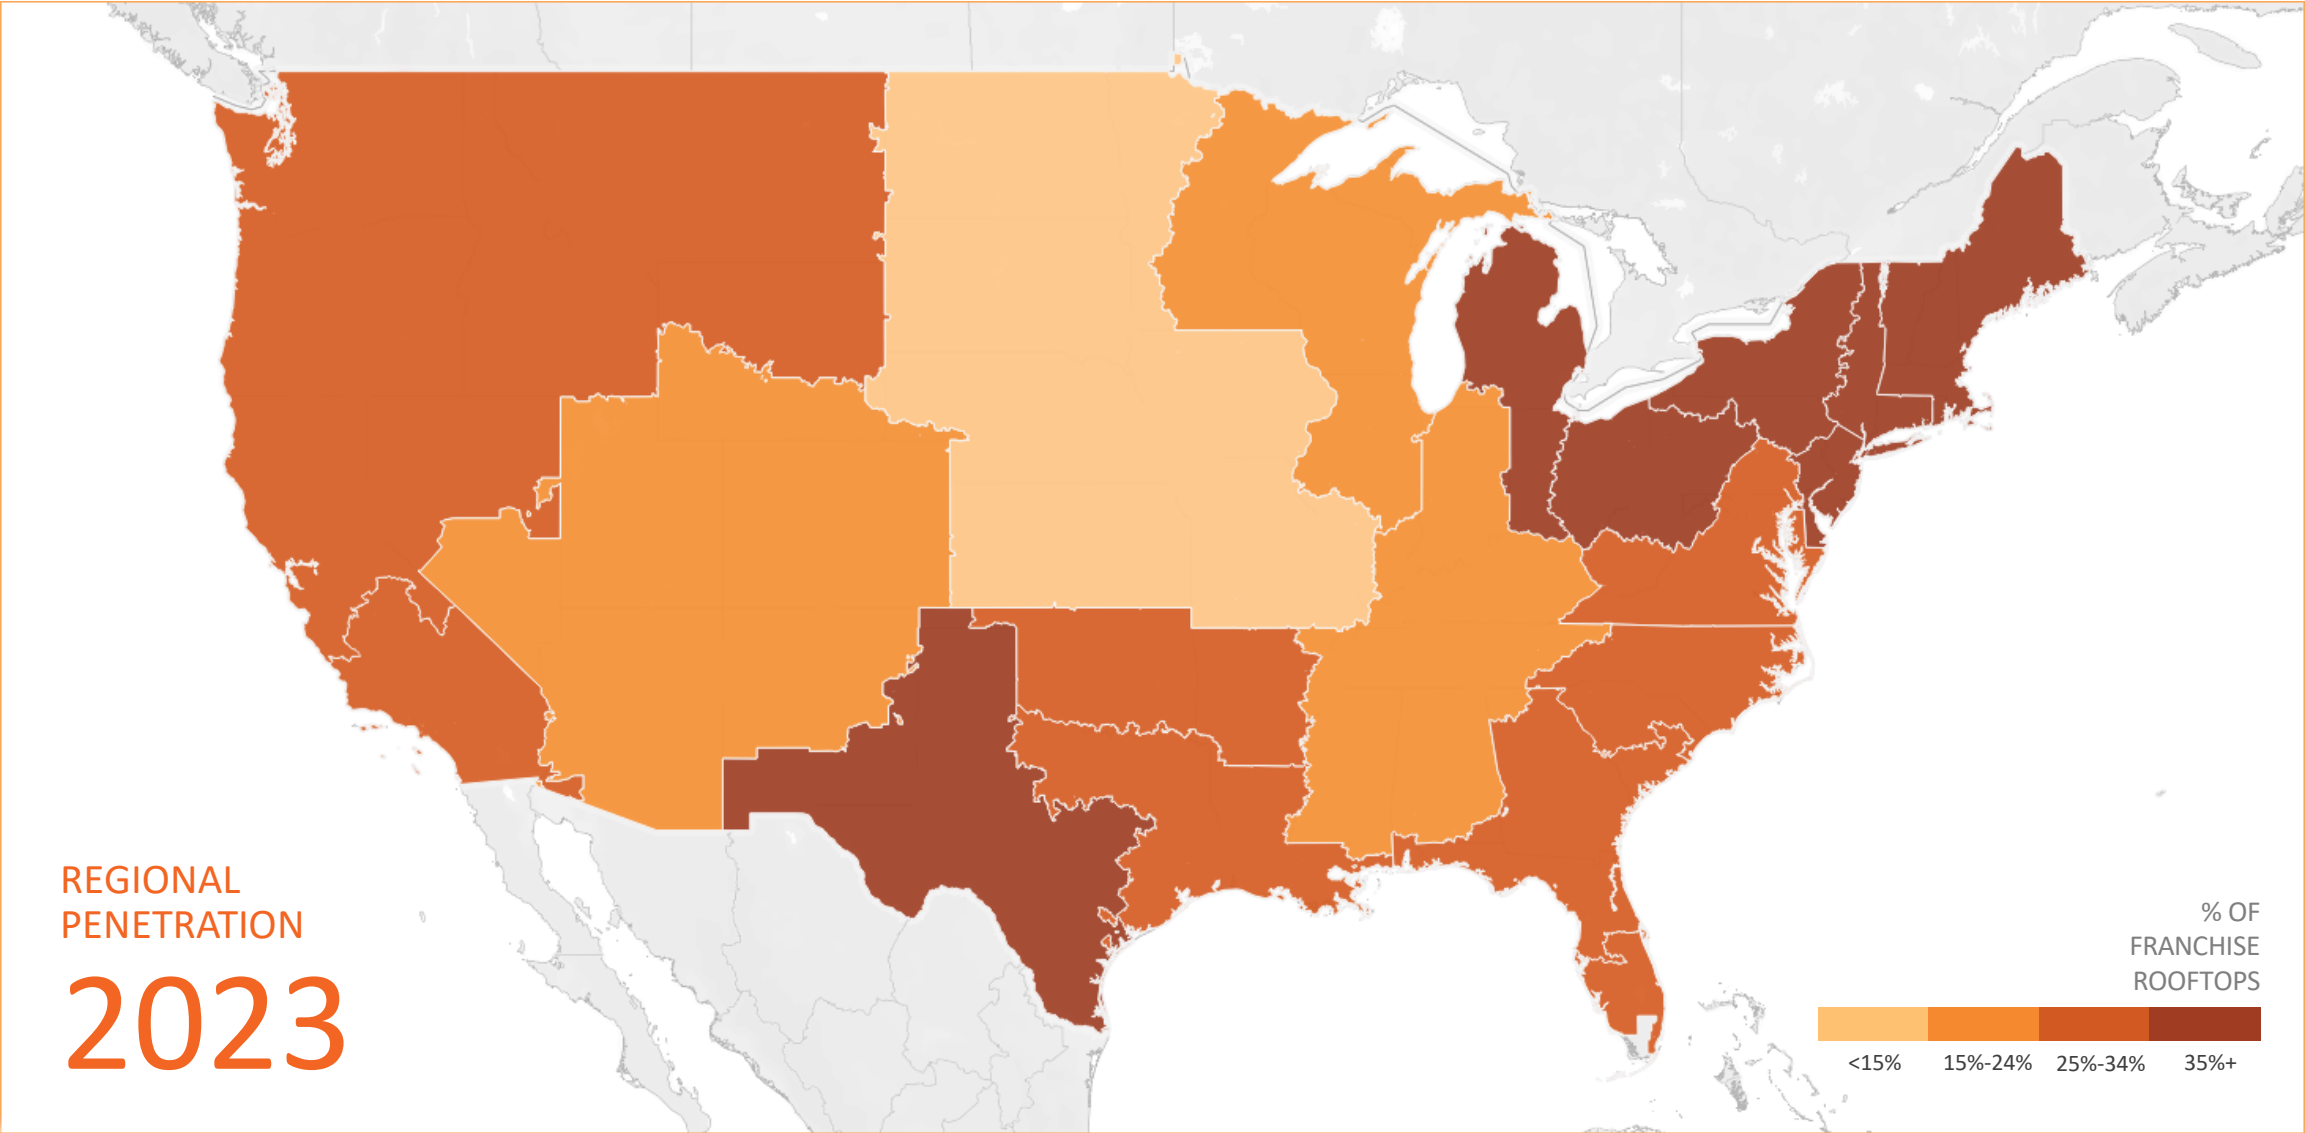 REGIONAL
PENETRATION
2023
% OF
FRANCHISE
ROOFTOPS
<15%
15%-24%
25%-34%
35%+